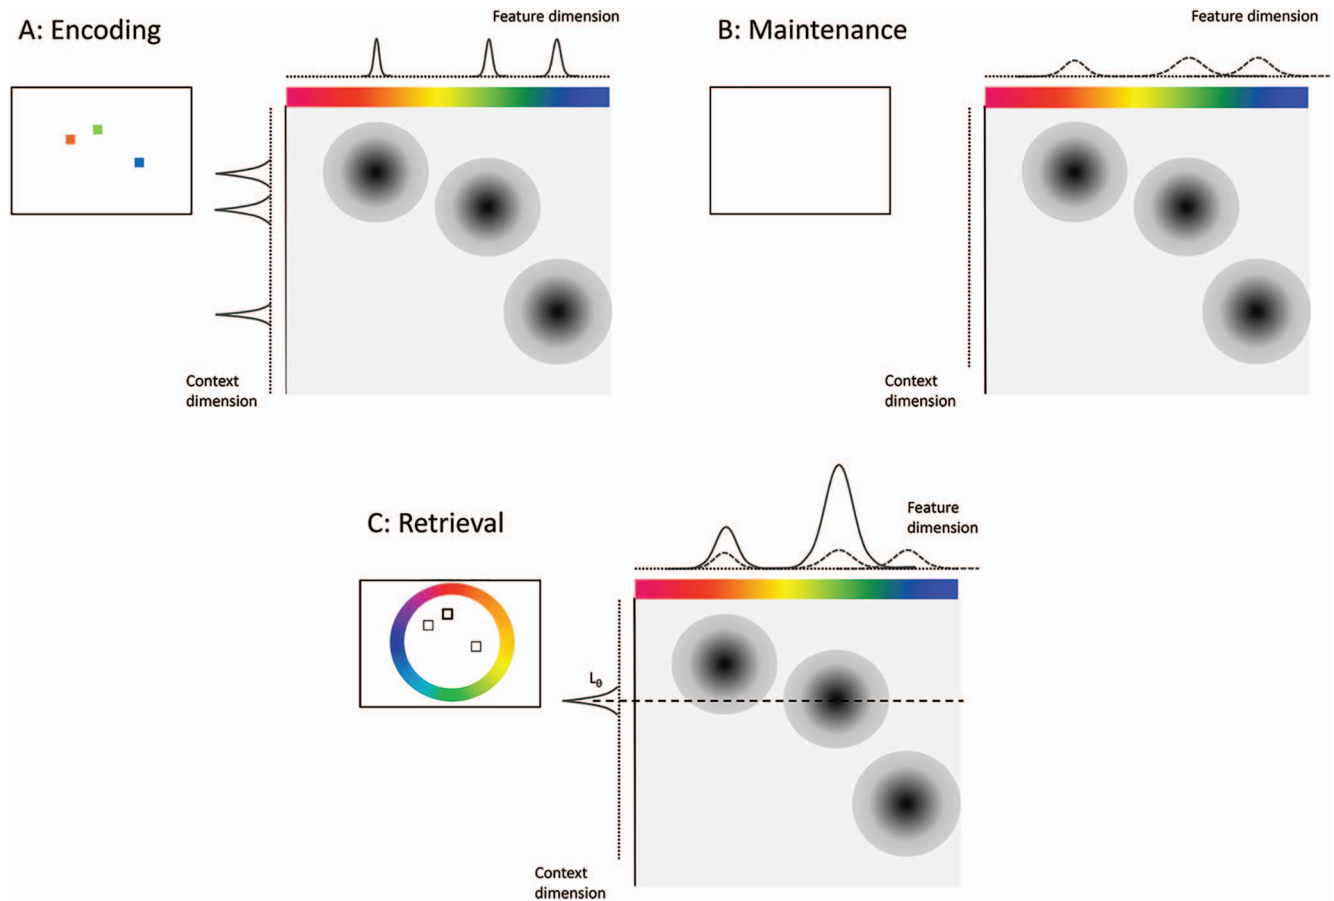 A: Encoding
Feature dimension
Context
dimension
B: Maintenance
Feature dimension
Context
dimension
C: Retrieval
Feature
dimension
Lθ
Context
dimension